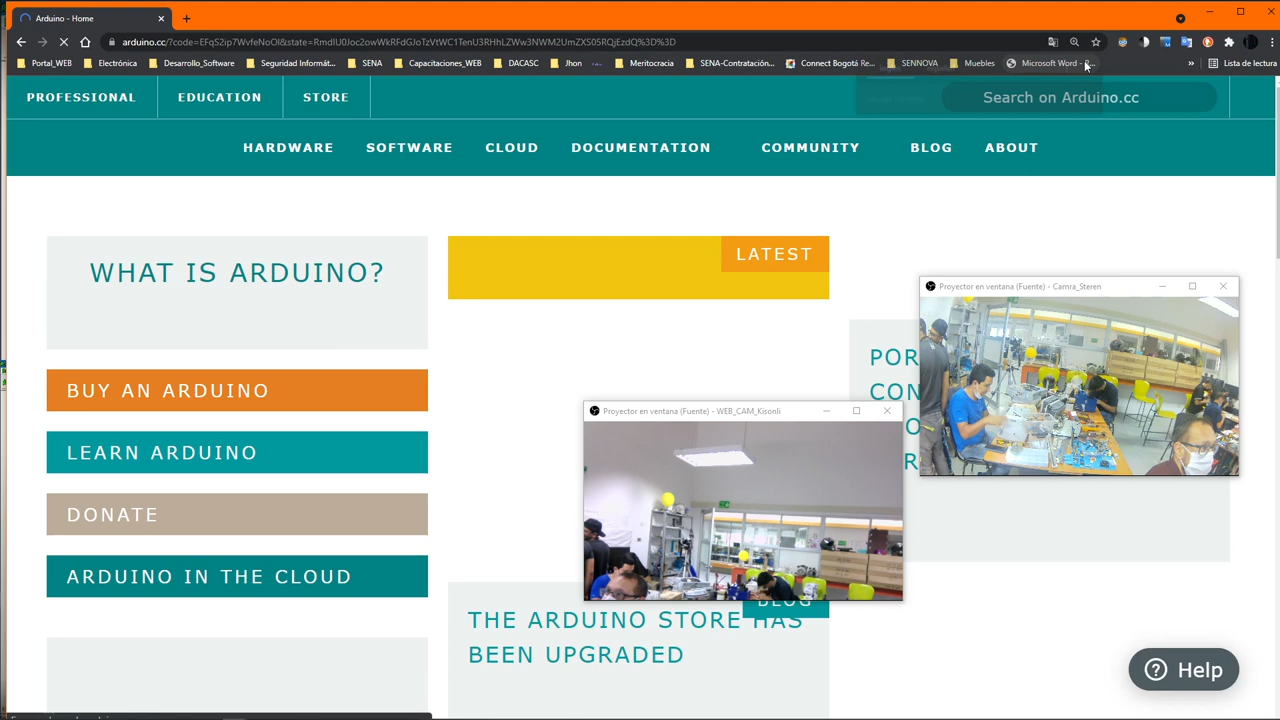 Arduino - Home
arduino.cc/?code=EFqS2ip7WvfeNoOI&state=RmdIU0Joc2owWkRFdGJoTzVtWC1TenU3RHhLZWw3NWM2UmZXS05RQjEzdQ%3D%3D
Portal_WEB Electrónica Desarrollo_Software Seguridad Informát... SENA Capacitaciones_WEB DACASC Jhon Meritocracia SENA-Contratación... Connect Bogotá Re... SENNOVA Muebles Microsoft Word - P... » Lista de lectura
PROFESSIONAL EDUCATION STORE Search on Arduino.cc
HARDWARE SOFTWARE CLOUD DOCUMENTATION COMMUNITY BLOG ABOUT
WHAT IS ARDUINO?
BUY AN ARDUINO
LEARN ARDUINO
DONATE
ARDUINO IN THE CLOUD
LATEST
Proyector en ventana (Fuente) - WEB_CAM_Kisonli
BLOG
THE ARDUINO STORE HAS
BEEN UPGRADED
Proyector en ventana (Fuente) - Camra_Steren
POR
CON
Help